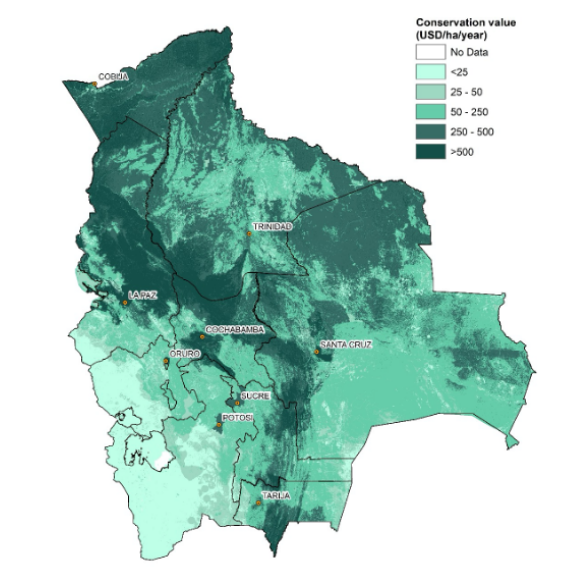 Conservation value
(USD/ha/year)
No Data
<25
25 - 50
50 - 250
250 - 500
>500
COBIJA
TRINIDAD
LA PAZ
COCHABAMBA
SANTA CRUZ
ORURO
SUCRE
POTOSI
TARIJA